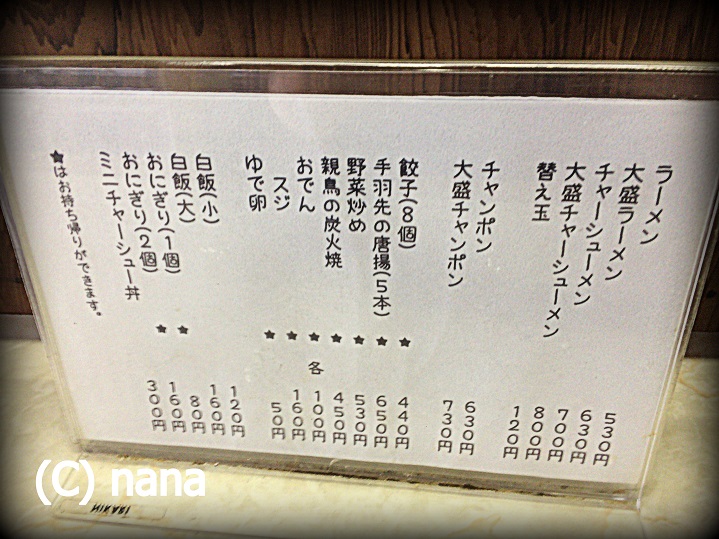 ラーメン 530円
大盛ラーメン 630円
チャーシューメン 700円
大盛チャーシューメン 800円
替え玉 120円
チャンポン 630円
大盛チャンポン 730円
餃子(8個) ★ 440円
手羽先の唐揚(5本) ★ 650円
野菜炒め ★ 530円
親鳥の炭火焼 ★ 450円
おでん ★ 各 100円
スジ ★ 160円
ゆで卵 ★ 50円
白飯(小) 120円
白飯(大) 160円
おにぎり(1個) ★ 80円
おにぎり(2個) ★ 160円
ミニチャーシュー丼 300円
★はお持ち帰りができます。
(C) nana
HIKARI